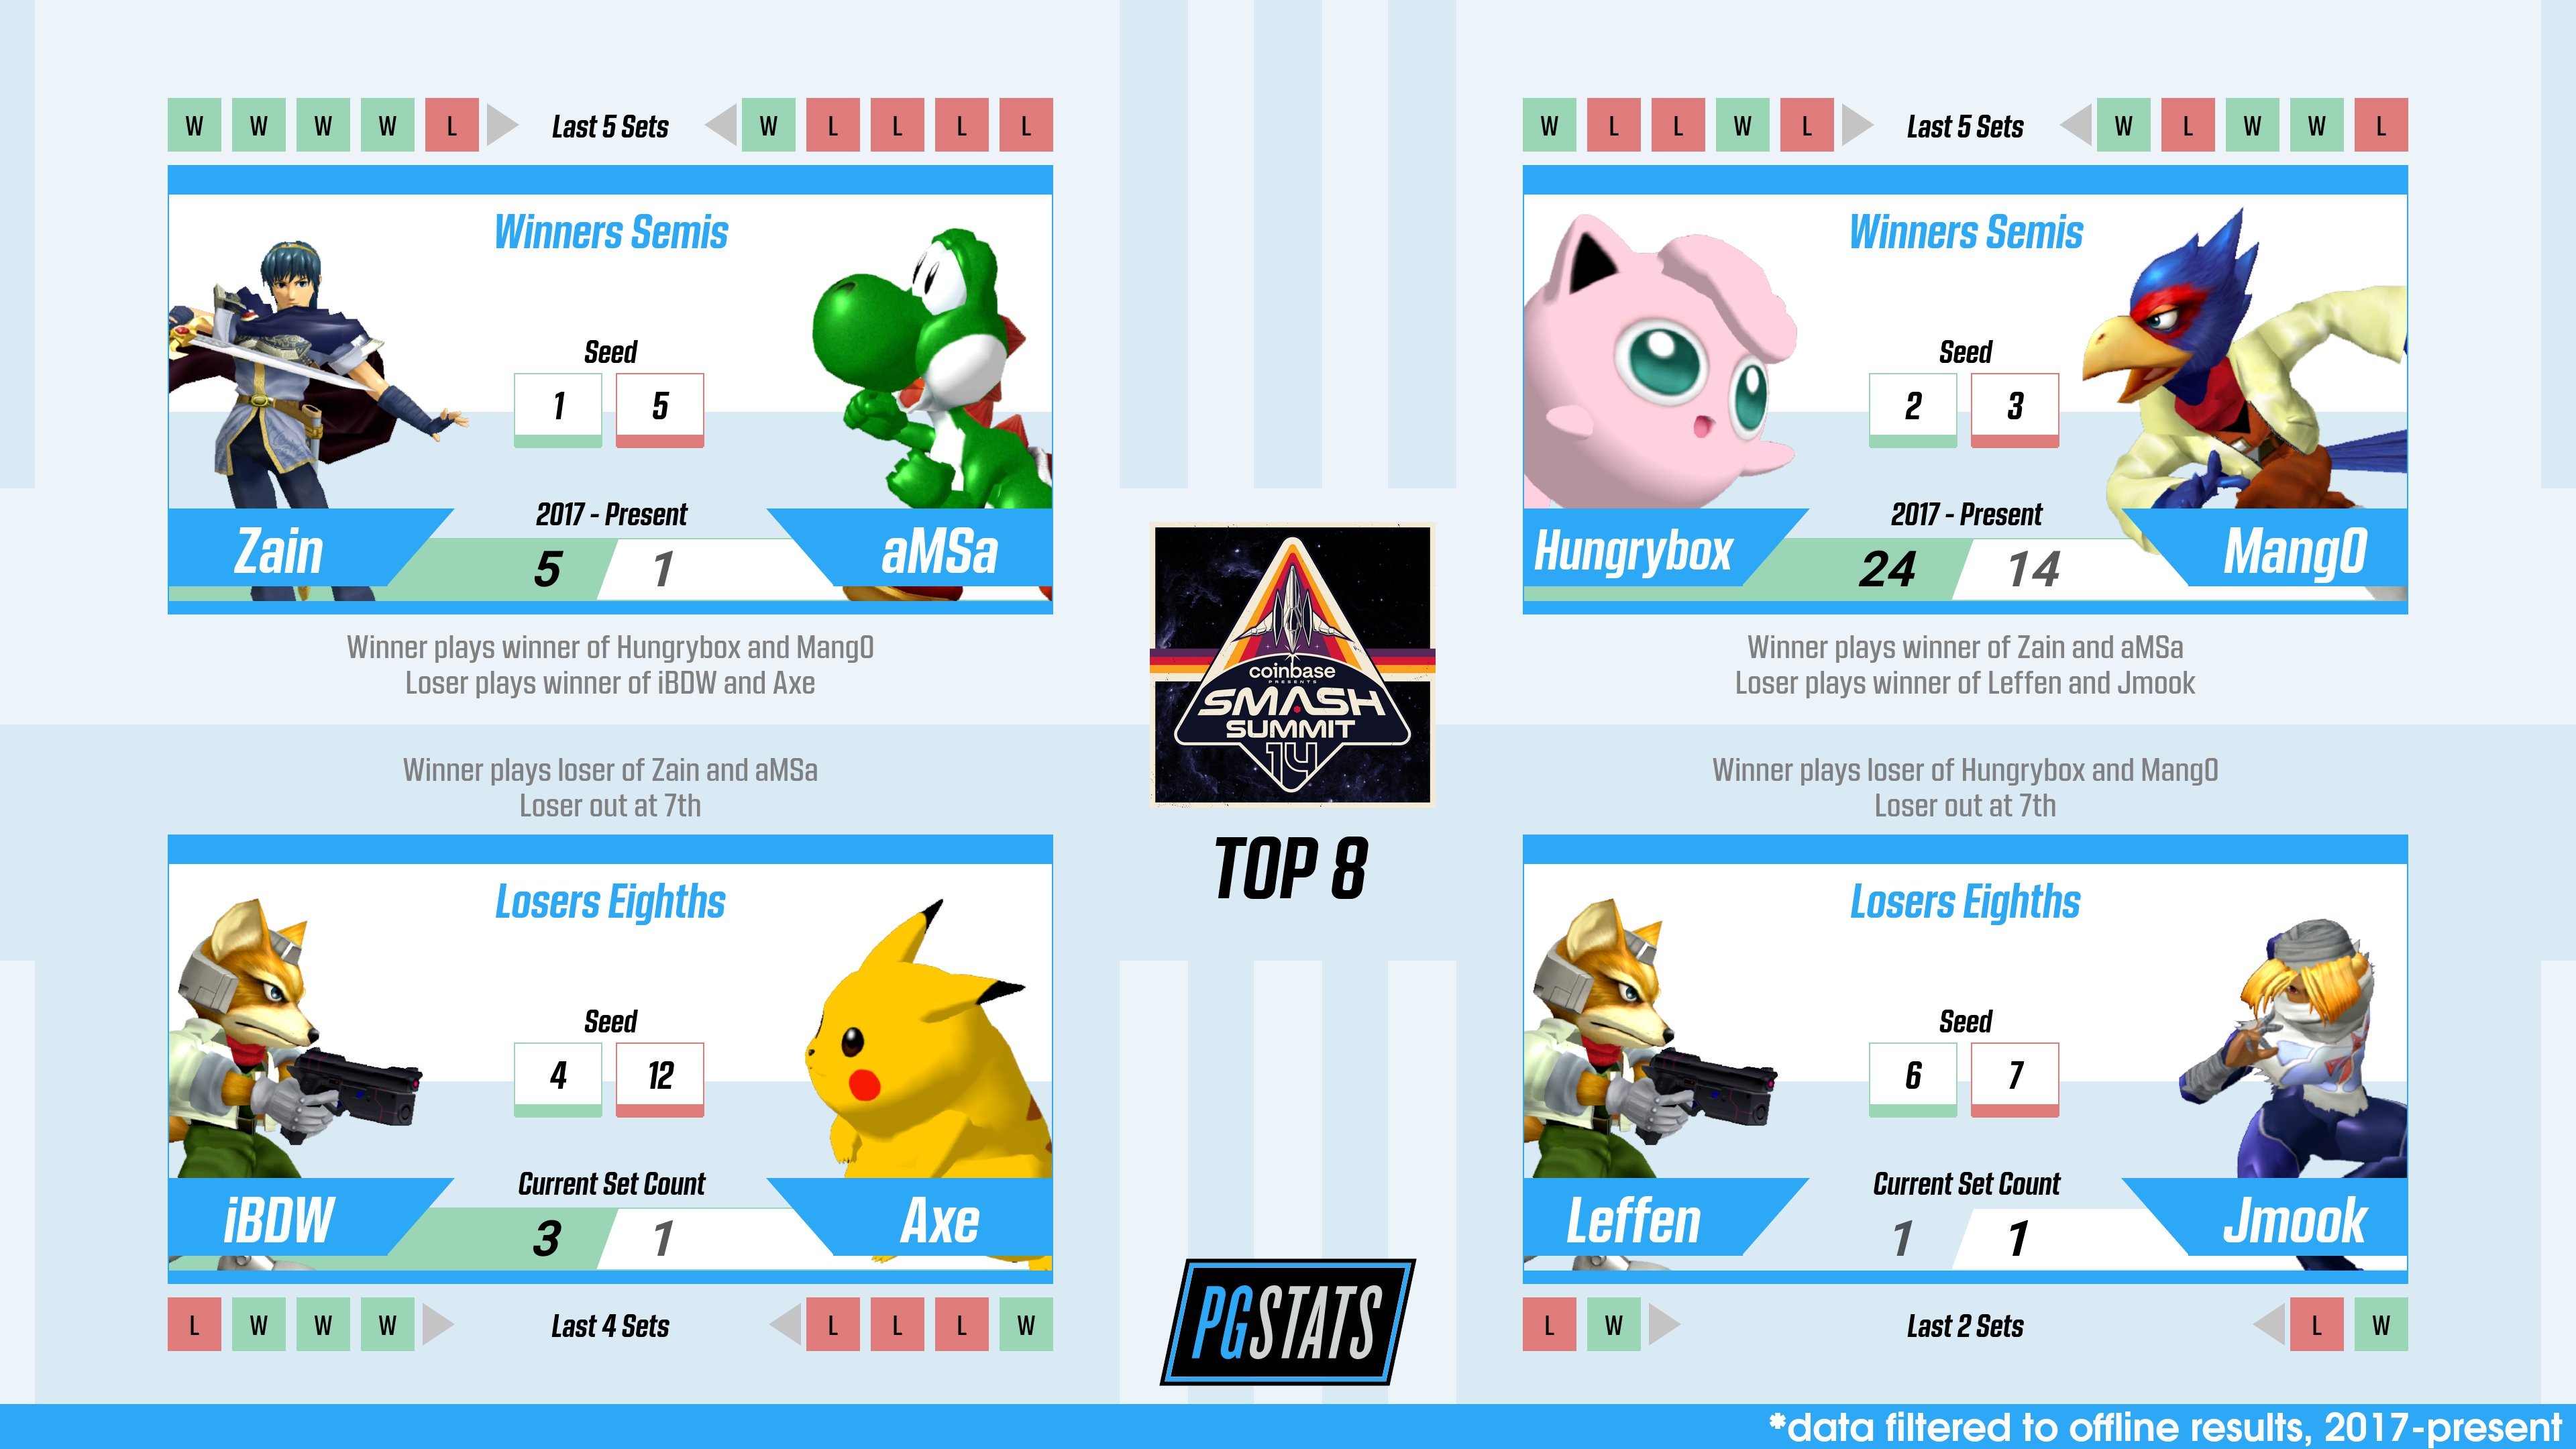 W W W W L Last 5 Sets W L L L L
Winners Semis
Seed
1 5
2017 - Present
Zain 5 1 aMSa
Winner plays winner of Hungrybox and Mang0
Loser plays winner of iBDW and Axe
W L L W L Last 5 Sets W L W W L
Winners Semis
Seed
2 3
2017 - Present
Hungrybox 24 14 Mang0
Winner plays winner of Zain and aMSa
Loser plays winner of Leffen and Jmook
coinbase
PRESENTS
SMASH
SUMMIT
14
TOP 8
Winner plays loser of Zain and aMSa
Loser out at 7th
Losers Eighths
Seed
4 12
Current Set Count
iBDW 3 1 Axe
L W W W Last 4 Sets L L L W
Winner plays loser of Hungrybox and Mang0
Loser out at 7th
Losers Eighths
Seed
6 7
Current Set Count
Leffen 1 1 Jmook
L W Last 2 Sets L W
PGSTATS
*data filtered to offline results, 2017-present